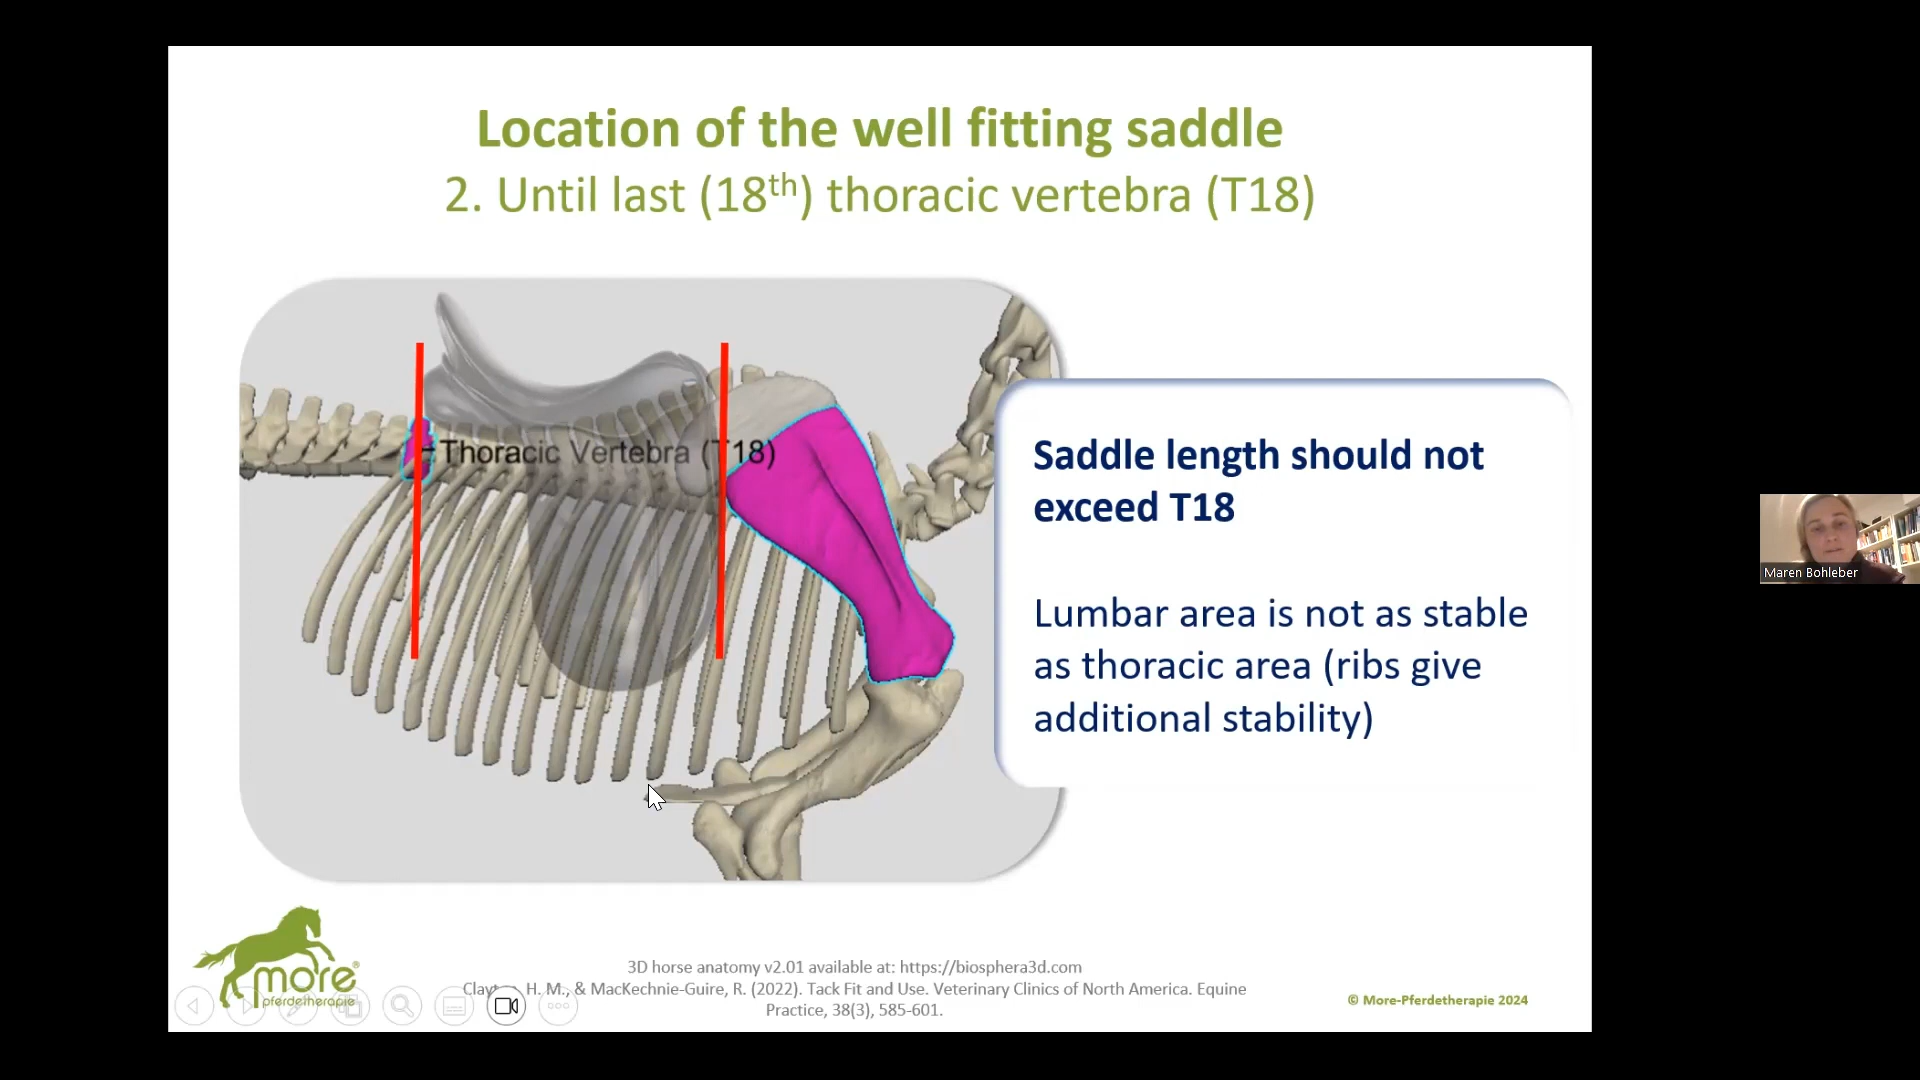 Location of the well fitting saddle
2. Until last (18th) thoracic vertebra (T18)
Thoracic Vertebra (T18)
Saddle length should not
exceed T18
Lumbar area is not as stable
as thoracic area (ribs give
additional stability)
Maren Bohleber
more®
pferdetherapie
3D horse anatomy v2.01 available at: https://biosphera3d.com
H. M., & MacKechnie-Guire, R. (2022). Tack Fit and Use. Veterinary Clinics of North America. Equine
Practice, 38(3), 585-601.
© More-Pferdetherapie 2024